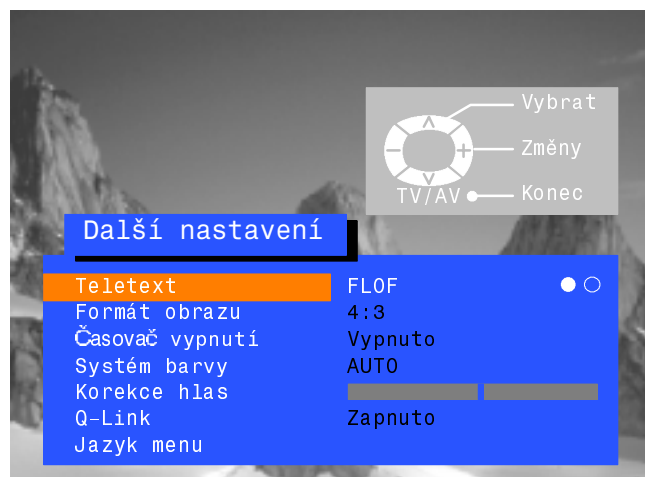 Vybrat
Změny
TV/AV Konec
Další nastavení
Teletext FLOF
Formát obrazu 4:3
Časovač vypnutí Vypnuto
Systém barvy AUTO
Korekce hlas
Q-Link Zapnuto
Jazyk menu